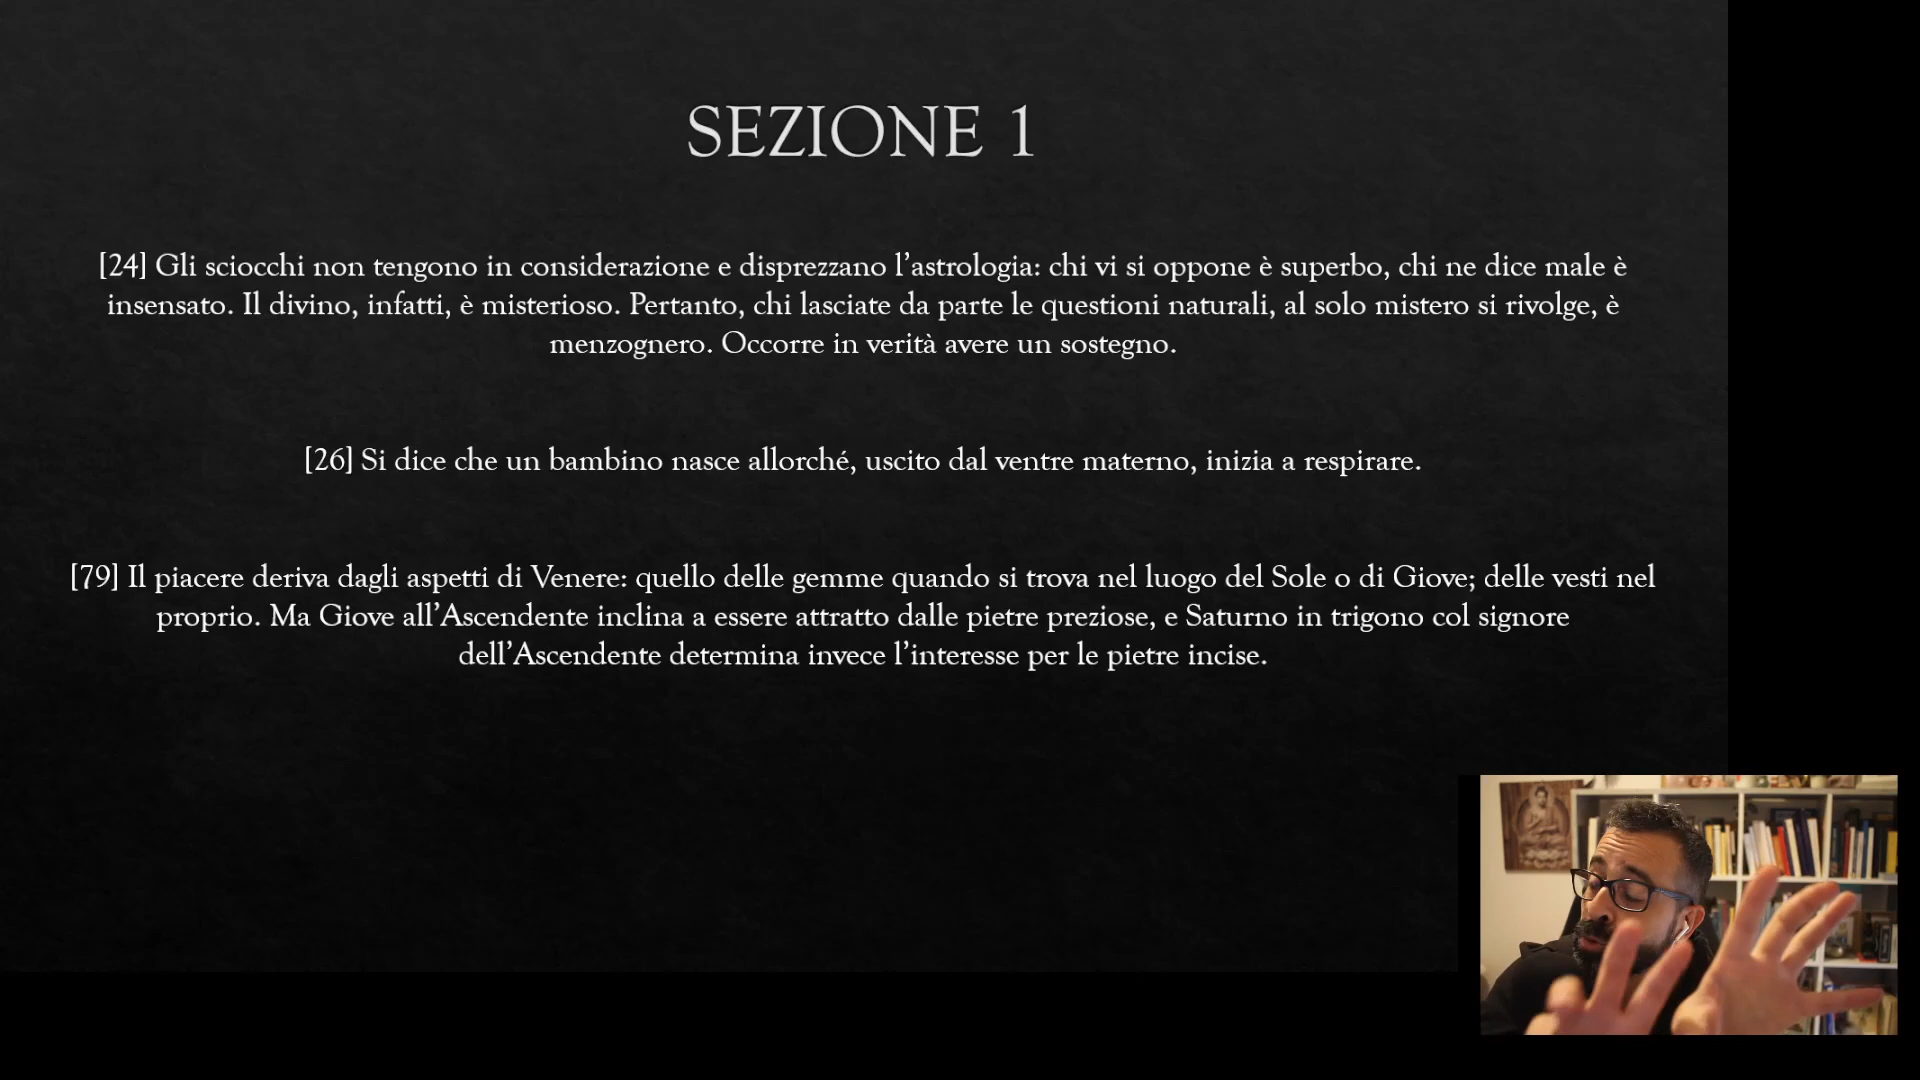 SEZIONE 1
[24] Gli sciocchi non tengono in considerazione e disprezzano l’astrologia: chi vi si oppone è superbo, chi ne dice male è
insensato. Il divino, infatti, è misterioso. Pertanto, chi lasciate da parte le questioni naturali, al solo mistero si rivolge, è
menzognero. Occorre in verità avere un sostegno.
[26] Si dice che un bambino nasce allorché, uscito dal ventre materno, inizia a respirare.
[79] Il piacere deriva dagli aspetti di Venere: quello delle gemme quando si trova nel luogo del Sole o di Giove; delle vesti nel
proprio. Ma Giove all’Ascendente inclina a essere attratto dalle pietre preziose, e Saturno in trigono col signore
dell’Ascendente determina invece l’interesse per le pietre incise.